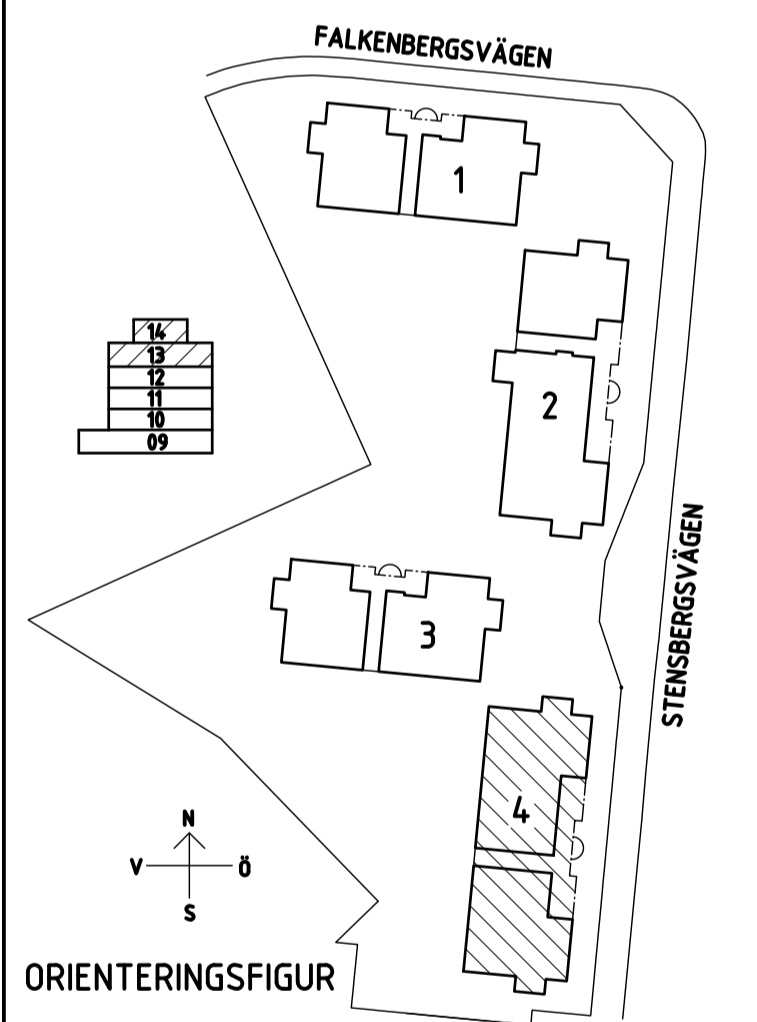 FALKENBERGSVÄGEN
1
14
13
12
11
10
09
2
STENSBERGSVÄGEN
3
4
N
V Ö
S
ORIENTERINGSFIGUR